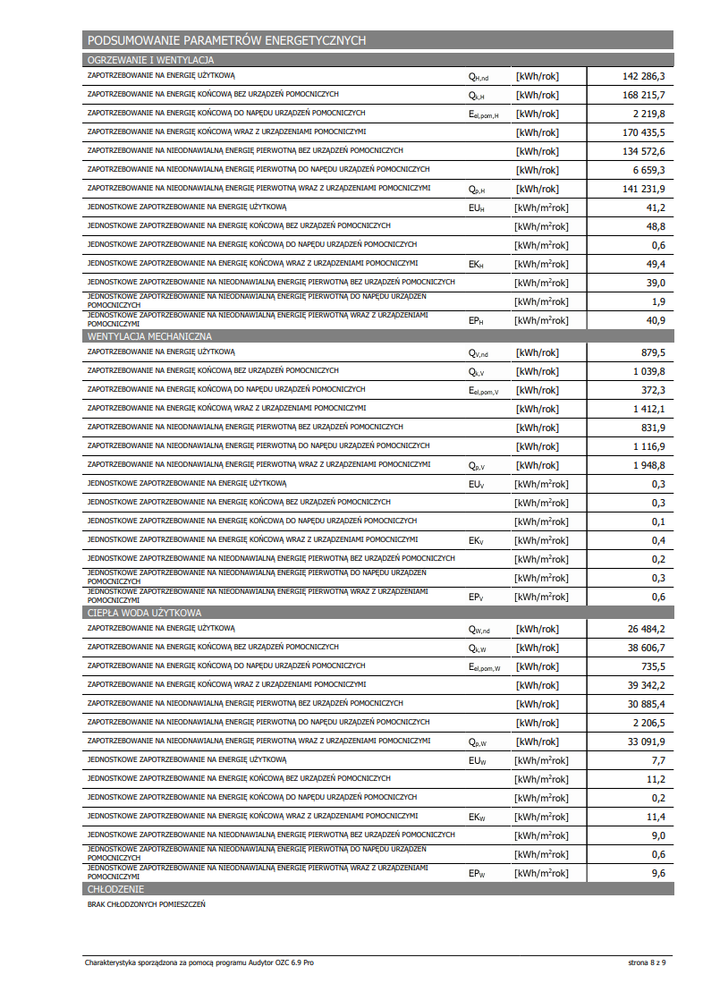 PODSUMOWANIE PARAMETRÓW ENERGETYCZNYCH
OGRZEWANIE I WENTYLACJA
ZAPOTRZEBOWANIE NA ENERGIĘ UŻYTKOWĄ QH,nd [kWh/rok] 142 286,3
ZAPOTRZEBOWANIE NA ENERGIĘ KOŃCOWĄ BEZ URZĄDZEŃ POMOCNICZYCH Qk,H [kWh/rok] 168 215,7
ZAPOTRZEBOWANIE NA ENERGIĘ KOŃCOWĄ DO NAPĘDU URZĄDZEŃ POMOCNICZYCH Eel,pom,H [kWh/rok] 2 219,8
ZAPOTRZEBOWANIE NA ENERGIĘ KOŃCOWĄ WRAZ Z URZĄDZENIAMI POMOCNICZYMI [kWh/rok] 170 435,5
ZAPOTRZEBOWANIE NA NIEODNAWIALNĄ ENERGIĘ PIERWOTNĄ BEZ URZĄDZEŃ POMOCNICZYCH [kWh/rok] 134 572,6
ZAPOTRZEBOWANIE NA NIEODNAWIALNĄ ENERGIĘ PIERWOTNĄ DO NAPĘDU URZĄDZEŃ POMOCNICZYCH [kWh/rok] 6 659,3
ZAPOTRZEBOWANIE NA NIEODNAWIALNĄ ENERGIĘ PIERWOTNĄ WRAZ Z URZĄDZENIAMI POMOCNICZYMI Qp,H [kWh/rok] 141 231,9
JEDNOSTKOWE ZAPOTRZEBOWANIE NA ENERGIĘ UŻYTKOWĄ EUH [kWh/m²rok] 41,2
JEDNOSTKOWE ZAPOTRZEBOWANIE NA ENERGIĘ KOŃCOWĄ BEZ URZĄDZEŃ POMOCNICZYCH [kWh/m²rok] 48,8
JEDNOSTKOWE ZAPOTRZEBOWANIE NA ENERGIĘ KOŃCOWĄ DO NAPĘDU URZĄDZEŃ POMOCNICZYCH [kWh/m²rok] 0,6
JEDNOSTKOWE ZAPOTRZEBOWANIE NA ENERGIĘ KOŃCOWĄ WRAZ Z URZĄDZENIAMI POMOCNICZYMI EKH [kWh/m²rok] 49,4
JEDNOSTKOWE ZAPOTRZEBOWANIE NA NIEODNAWIALNĄ ENERGIĘ PIERWOTNĄ BEZ URZĄDZEŃ POMOCNICZYCH [kWh/m²rok] 39,0
JEDNOSTKOWE ZAPOTRZEBOWANIE NA NIEODNAWIALNĄ ENERGIĘ PIERWOTNĄ DO NAPĘDU URZĄDZEŃ
POMOCNICZYCH [kWh/m²rok] 1,9
JEDNOSTKOWE ZAPOTRZEBOWANIE NA NIEODNAWIALNĄ ENERGIĘ PIERWOTNĄ WRAZ Z URZĄDZENIAMI
POMOCNICZYMI EPH [kWh/m²rok] 40,9
WENTYLACJA MECHANICZNA
ZAPOTRZEBOWANIE NA ENERGIĘ UŻYTKOWĄ QV,nd [kWh/rok] 879,5
ZAPOTRZEBOWANIE NA ENERGIĘ KOŃCOWĄ BEZ URZĄDZEŃ POMOCNICZYCH Qk,V [kWh/rok] 1 039,8
ZAPOTRZEBOWANIE NA ENERGIĘ KOŃCOWĄ DO NAPĘDU URZĄDZEŃ POMOCNICZYCH Eel,pom,V [kWh/rok] 372,3
ZAPOTRZEBOWANIE NA ENERGIĘ KOŃCOWĄ WRAZ Z URZĄDZENIAMI POMOCNICZYMI [kWh/rok] 1 412,1
ZAPOTRZEBOWANIE NA NIEODNAWIALNĄ ENERGIĘ PIERWOTNĄ BEZ URZĄDZEŃ POMOCNICZYCH [kWh/rok] 831,9
ZAPOTRZEBOWANIE NA NIEODNAWIALNĄ ENERGIĘ PIERWOTNĄ DO NAPĘDU URZĄDZEŃ POMOCNICZYCH [kWh/rok] 1 116,9
ZAPOTRZEBOWANIE NA NIEODNAWIALNĄ ENERGIĘ PIERWOTNĄ WRAZ Z URZĄDZENIAMI POMOCNICZYMI Qp,V [kWh/rok] 1 948,8
JEDNOSTKOWE ZAPOTRZEBOWANIE NA ENERGIĘ UŻYTKOWĄ EUV [kWh/m²rok] 0,3
JEDNOSTKOWE ZAPOTRZEBOWANIE NA ENERGIĘ KOŃCOWĄ BEZ URZĄDZEŃ POMOCNICZYCH [kWh/m²rok] 0,3
JEDNOSTKOWE ZAPOTRZEBOWANIE NA ENERGIĘ KOŃCOWĄ DO NAPĘDU URZĄDZEŃ POMOCNICZYCH [kWh/m²rok] 0,1
JEDNOSTKOWE ZAPOTRZEBOWANIE NA ENERGIĘ KOŃCOWĄ WRAZ Z URZĄDZENIAMI POMOCNICZYMI EKV [kWh/m²rok] 0,4
JEDNOSTKOWE ZAPOTRZEBOWANIE NA NIEODNAWIALNĄ ENERGIĘ PIERWOTNĄ BEZ URZĄDZEŃ POMOCNICZYCH [kWh/m²rok] 0,2
JEDNOSTKOWE ZAPOTRZEBOWANIE NA NIEODNAWIALNĄ ENERGIĘ PIERWOTNĄ DO NAPĘDU URZĄDZEŃ
POMOCNICZYCH [kWh/m²rok] 0,3
JEDNOSTKOWE ZAPOTRZEBOWANIE NA NIEODNAWIALNĄ ENERGIĘ PIERWOTNĄ WRAZ Z URZĄDZENIAMI
POMOCNICZYMI EPV [kWh/m²rok] 0,6
CIEPŁA WODA UŻYTKOWA
ZAPOTRZEBOWANIE NA ENERGIĘ UŻYTKOWĄ QW,nd [kWh/rok] 26 484,2
ZAPOTRZEBOWANIE NA ENERGIĘ KOŃCOWĄ BEZ URZĄDZEŃ POMOCNICZYCH Qk,W [kWh/rok] 38 606,7
ZAPOTRZEBOWANIE NA ENERGIĘ KOŃCOWĄ DO NAPĘDU URZĄDZEŃ POMOCNICZYCH Eel,pom,W [kWh/rok] 735,5
ZAPOTRZEBOWANIE NA ENERGIĘ KOŃCOWĄ WRAZ Z URZĄDZENIAMI POMOCNICZYMI [kWh/rok] 39 342,2
ZAPOTRZEBOWANIE NA NIEODNAWIALNĄ ENERGIĘ PIERWOTNĄ BEZ URZĄDZEŃ POMOCNICZYCH [kWh/rok] 30 885,4
ZAPOTRZEBOWANIE NA NIEODNAWIALNĄ ENERGIĘ PIERWOTNĄ DO NAPĘDU URZĄDZEŃ POMOCNICZYCH [kWh/rok] 2 206,5
ZAPOTRZEBOWANIE NA NIEODNAWIALNĄ ENERGIĘ PIERWOTNĄ WRAZ Z URZĄDZENIAMI POMOCNICZYMI Qp,W [kWh/rok] 33 091,9
JEDNOSTKOWE ZAPOTRZEBOWANIE NA ENERGIĘ UŻYTKOWĄ EUW [kWh/m²rok] 7,7
JEDNOSTKOWE ZAPOTRZEBOWANIE NA ENERGIĘ KOŃCOWĄ BEZ URZĄDZEŃ POMOCNICZYCH [kWh/m²rok] 11,2
JEDNOSTKOWE ZAPOTRZEBOWANIE NA ENERGIĘ KOŃCOWĄ DO NAPĘDU URZĄDZEŃ POMOCNICZYCH [kWh/m²rok] 0,2
JEDNOSTKOWE ZAPOTRZEBOWANIE NA ENERGIĘ KOŃCOWĄ WRAZ Z URZĄDZENIAMI POMOCNICZYMI EKW [kWh/m²rok] 11,4
JEDNOSTKOWE ZAPOTRZEBOWANIE NA NIEODNAWIALNĄ ENERGIĘ PIERWOTNĄ BEZ URZĄDZEŃ POMOCNICZYCH [kWh/m²rok] 9,0
JEDNOSTKOWE ZAPOTRZEBOWANIE NA NIEODNAWIALNĄ ENERGIĘ PIERWOTNĄ DO NAPĘDU URZĄDZEŃ
POMOCNICZYCH [kWh/m²rok] 0,6
JEDNOSTKOWE ZAPOTRZEBOWANIE NA NIEODNAWIALNĄ ENERGIĘ PIERWOTNĄ WRAZ Z URZĄDZENIAMI
POMOCNICZYMI EPW [kWh/m²rok] 9,6
CHŁODZENIE
BRAK CHŁODZONYCH POMIESZCZEŃ
Charakterystyka sporządzona za pomocą programu Audytor OZC 6.9 Pro strona 8 z 9